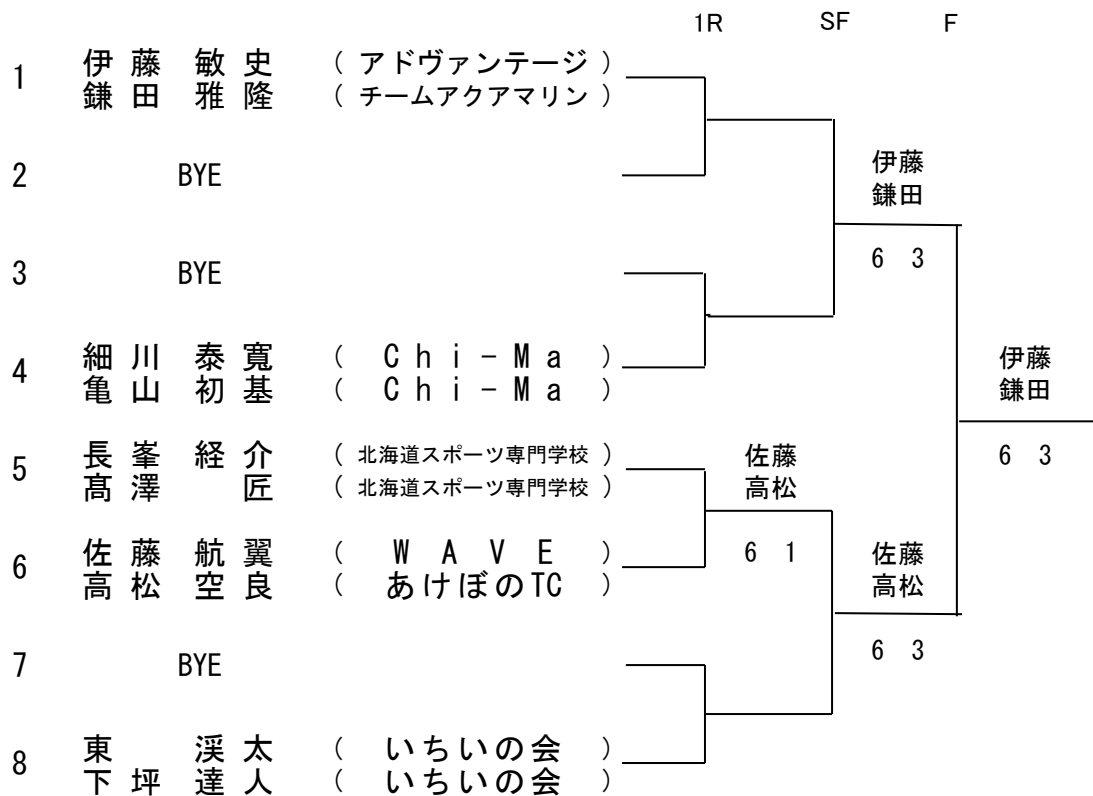 1R SF F
1 伊藤 敏史 ( アドヴァンテージ )
鎌田 雅隆 ( チームアクアマリン )
2 BYE
伊藤
鎌田
6 3
3 BYE
4 細川 泰寛 ( Chi-Ma )
亀山 初基 ( Chi-Ma )
伊藤
鎌田
6 3
5 長峯 経介 ( 北海道スポーツ専門学校 )
髙澤 匠 ( 北海道スポーツ専門学校 )
佐藤
高松
6 1
6 佐藤 航翼 ( WAVE )
高松 空良 ( あけぼのTC )
佐藤
高松
6 3
7 BYE
8 東 渓太 ( いちいの会 )
下坪 達人 ( いちいの会 )